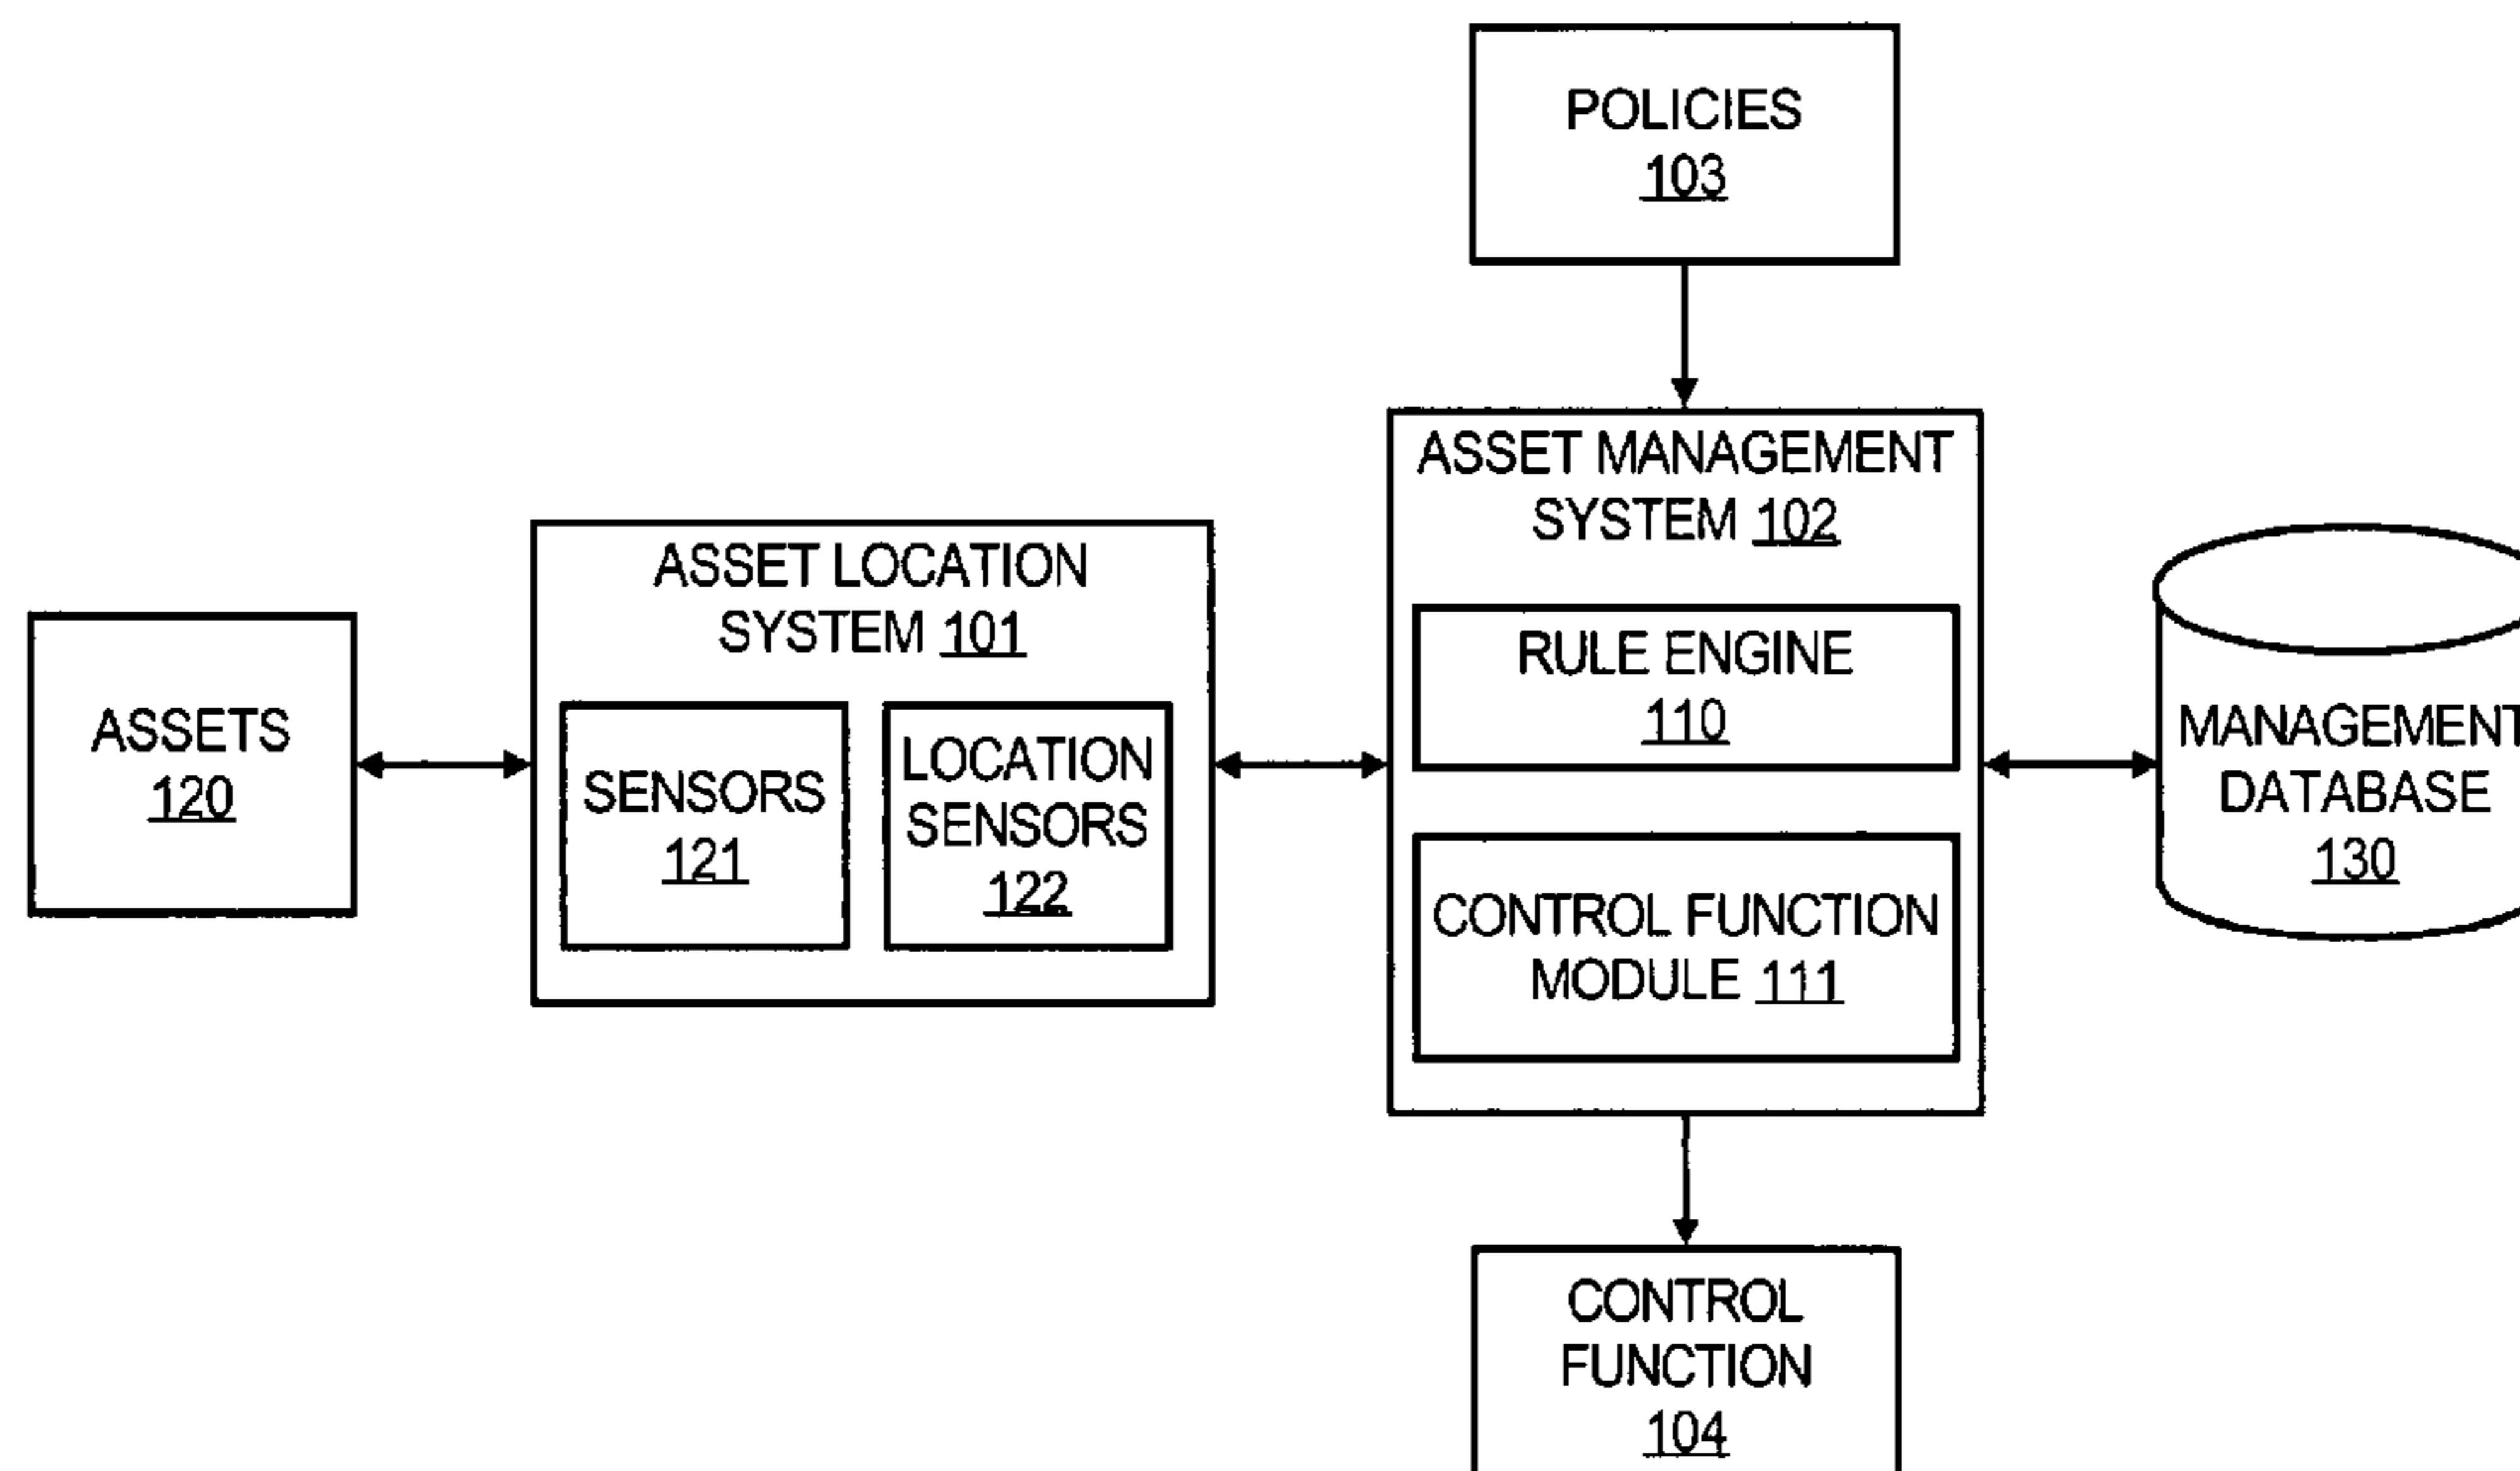 POLICIES
103
ASSET MANAGEMENT
SYSTEM 102
RULE ENGINE
110
CONTROL FUNCTION
MODULE 111
ASSET LOCATION
SYSTEM 101
SENSORS
121
LOCATION
SENSORS
122
ASSETS
120
MANAGEMENT
DATABASE
130
CONTROL
FUNCTION
104